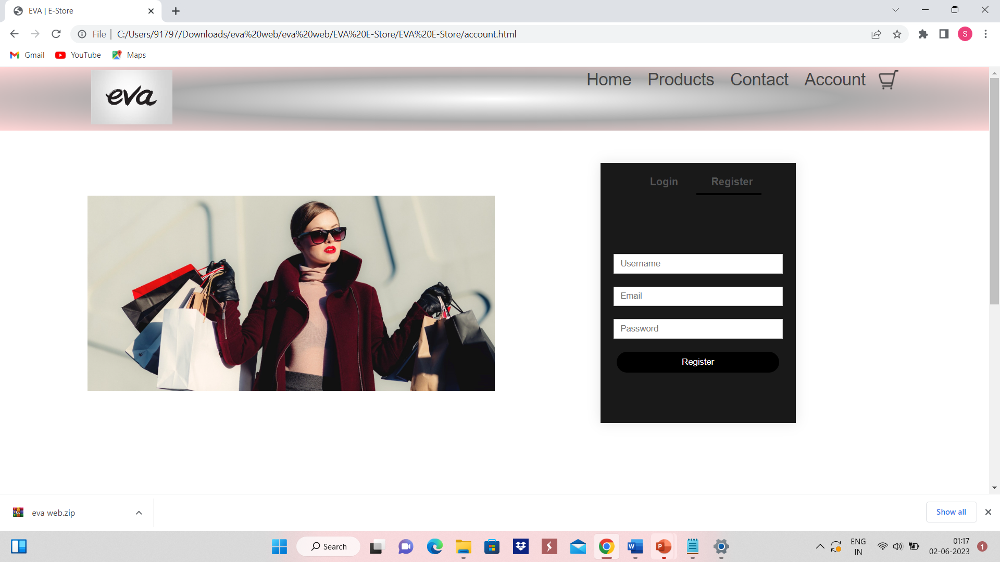 EVA | E-Store
File | C:/Users/91797/Downloads/eva%20web/eva%20web/EVA%20E-Store/EVA%20E-Store/account.html
S
Gmail YouTube Maps
eva
Home Products Contact Account
Login Register
Username
Email
Password
Register
eva web.zip
Show all
Search
W
P
ENG
IN
01:17
02-06-2023
1